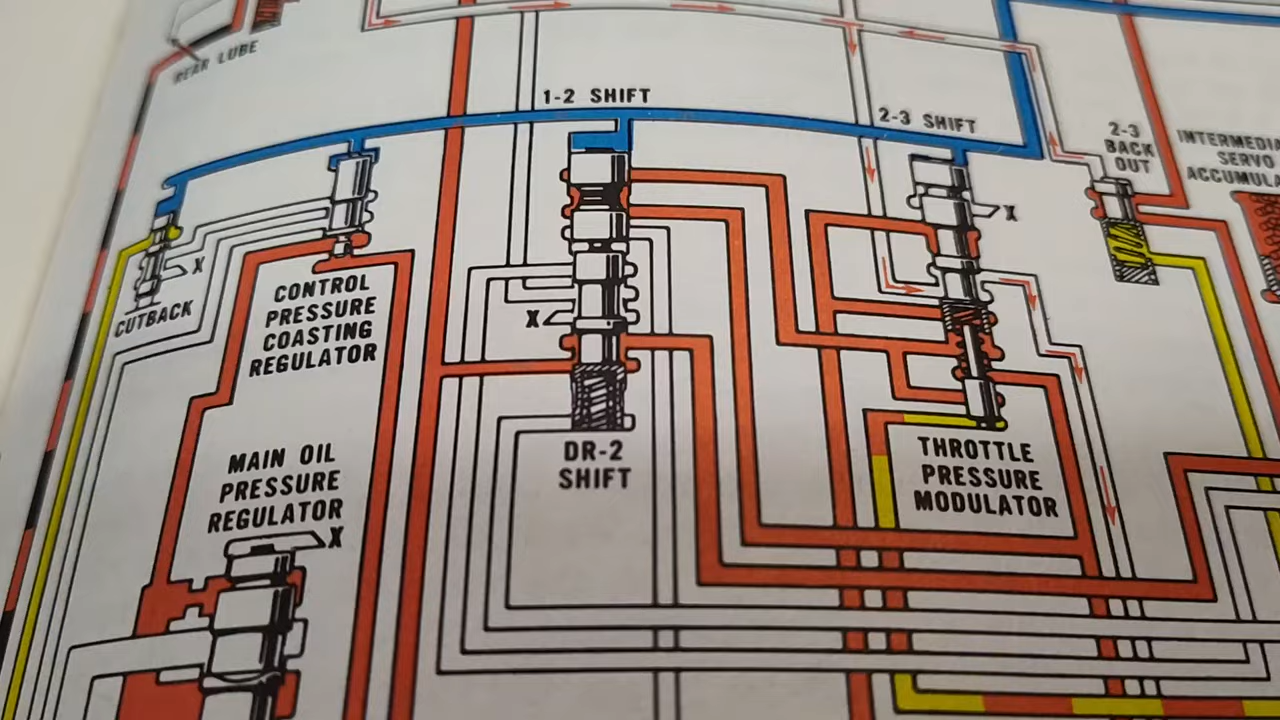 REAR LUBE
1-2 SHIFT
2-3 SHIFT
2-3
BACK
OUT
SERVO
X
X
CUTBACK
CONTROL
PRESSURE
COASTING
REGULATOR
X
MAIN OIL
PRESSURE
REGULATOR
X
DR-2
SHIFT
THROTTLE
PRESSURE
MODULATOR